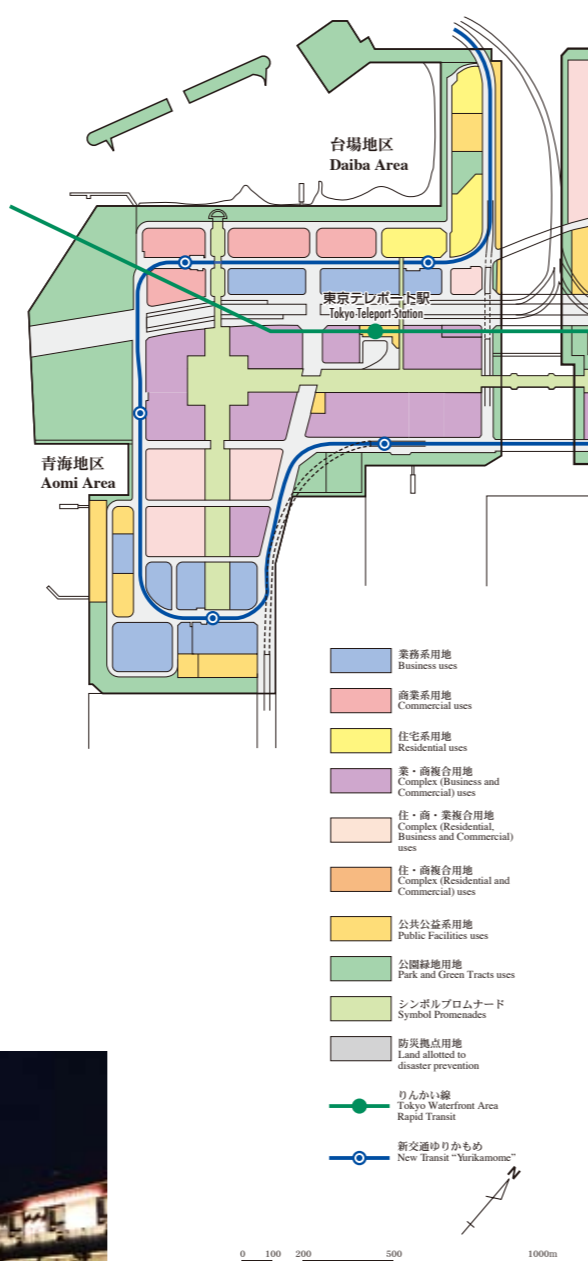 台場地区
Daiba Area
東京テレポート駅
Tokyo Teleport Station
青海地区
Aomi Area
業務系用地
Business uses
商業系用地
Commercial uses
住宅系用地
Residential uses
業・商複合用地
Complex (Business and
Commercial) uses
住・商・業複合用地
Complex (Residential,
Business and Commercial)
uses
住・商複合用地
Complex (Residential and
Commercial) uses
公共公益系用地
Public Facilities uses
公園緑地用地
Park and Green Tracts uses
シンボルプロムナード
Symbol Promenades
防災拠点用地
Land allotted to
disaster prevention
りんかい線
Tokyo Waterfront Area
Rapid Transit
新交通ゆりかもめ
New Transit “Yurikamome”
N
0 100 200 500 1000m